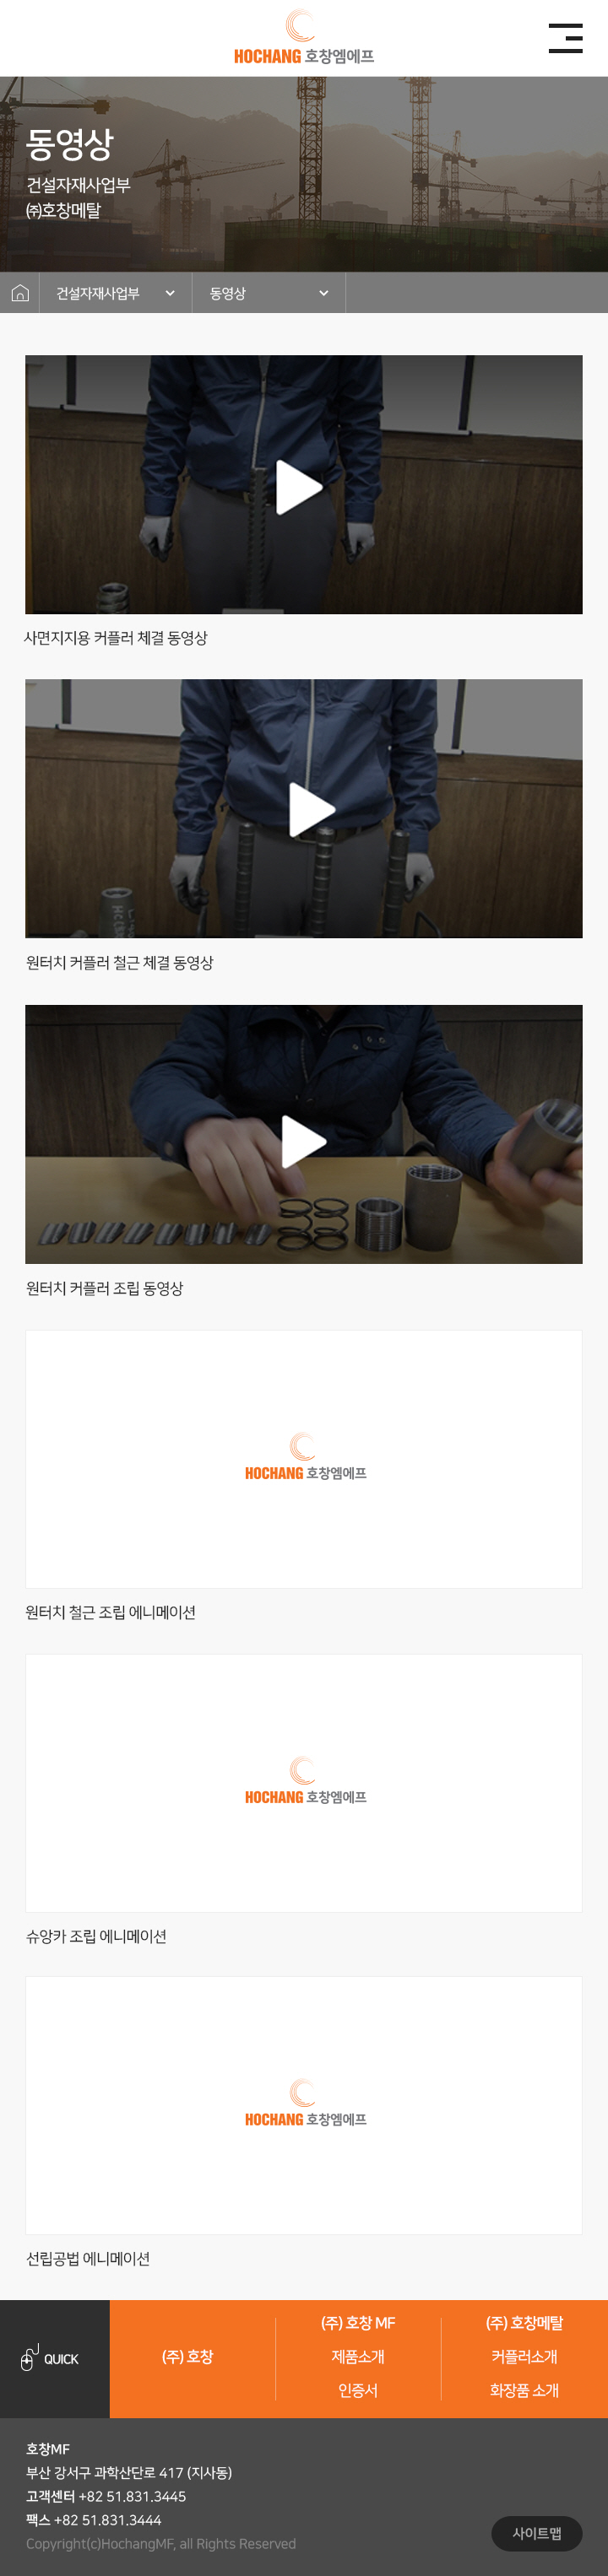 HOCHANG 호창엠에프
동영상
건설자재사업부
㈜호창메탈
건설자재사업부 동영상
사면지지용 커플러 체결 동영상
원터치 커플러 철근 체결 동영상
원터치 커플러 조립 동영상
HOCHANG 호창엠에프
원터치 철근 조립 에니메이션
HOCHANG 호창엠에프
슈앙카 조립 에니메이션
HOCHANG 호창엠에프
선립공법 에니메이션
QUICK
(주) 호창
(주) 호창 MF
제품소개
인증서
(주) 호창메탈
커플러소개
화장품 소개
호창MF
부산 강서구 과학산단로 417 (지사동)
고객센터 +82 51.831.3445
팩스 +82 51.831.3444
Copyright(c)HochangMF, all Rights Reserved
사이트맵